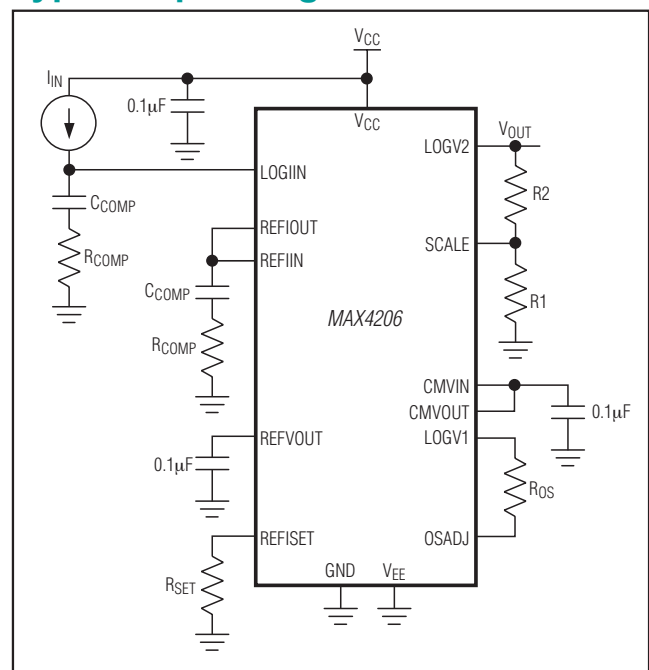 VCC
IIN
0.1µF
VCC
LOGV2
VOUT
LOGIIN
CCOMP
R2
REFIOUT
RCOMP
SCALE
REFIIN
CCOMP
R1
MAX4206
RCOMP
CMVIN
CMVOUT
0.1µF
REFVOUT
LOGV1
0.1µF
ROS
REFISET
OSADJ
GND
VEE
RSET